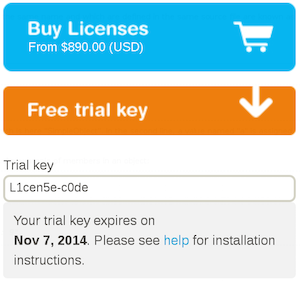 Buy Licenses
From $890.00 (USD)
Free trial key
Trial key
L1cen5e-c0de
Your trial key expires on
Nov 7, 2014. Please see help for installation
instructions.